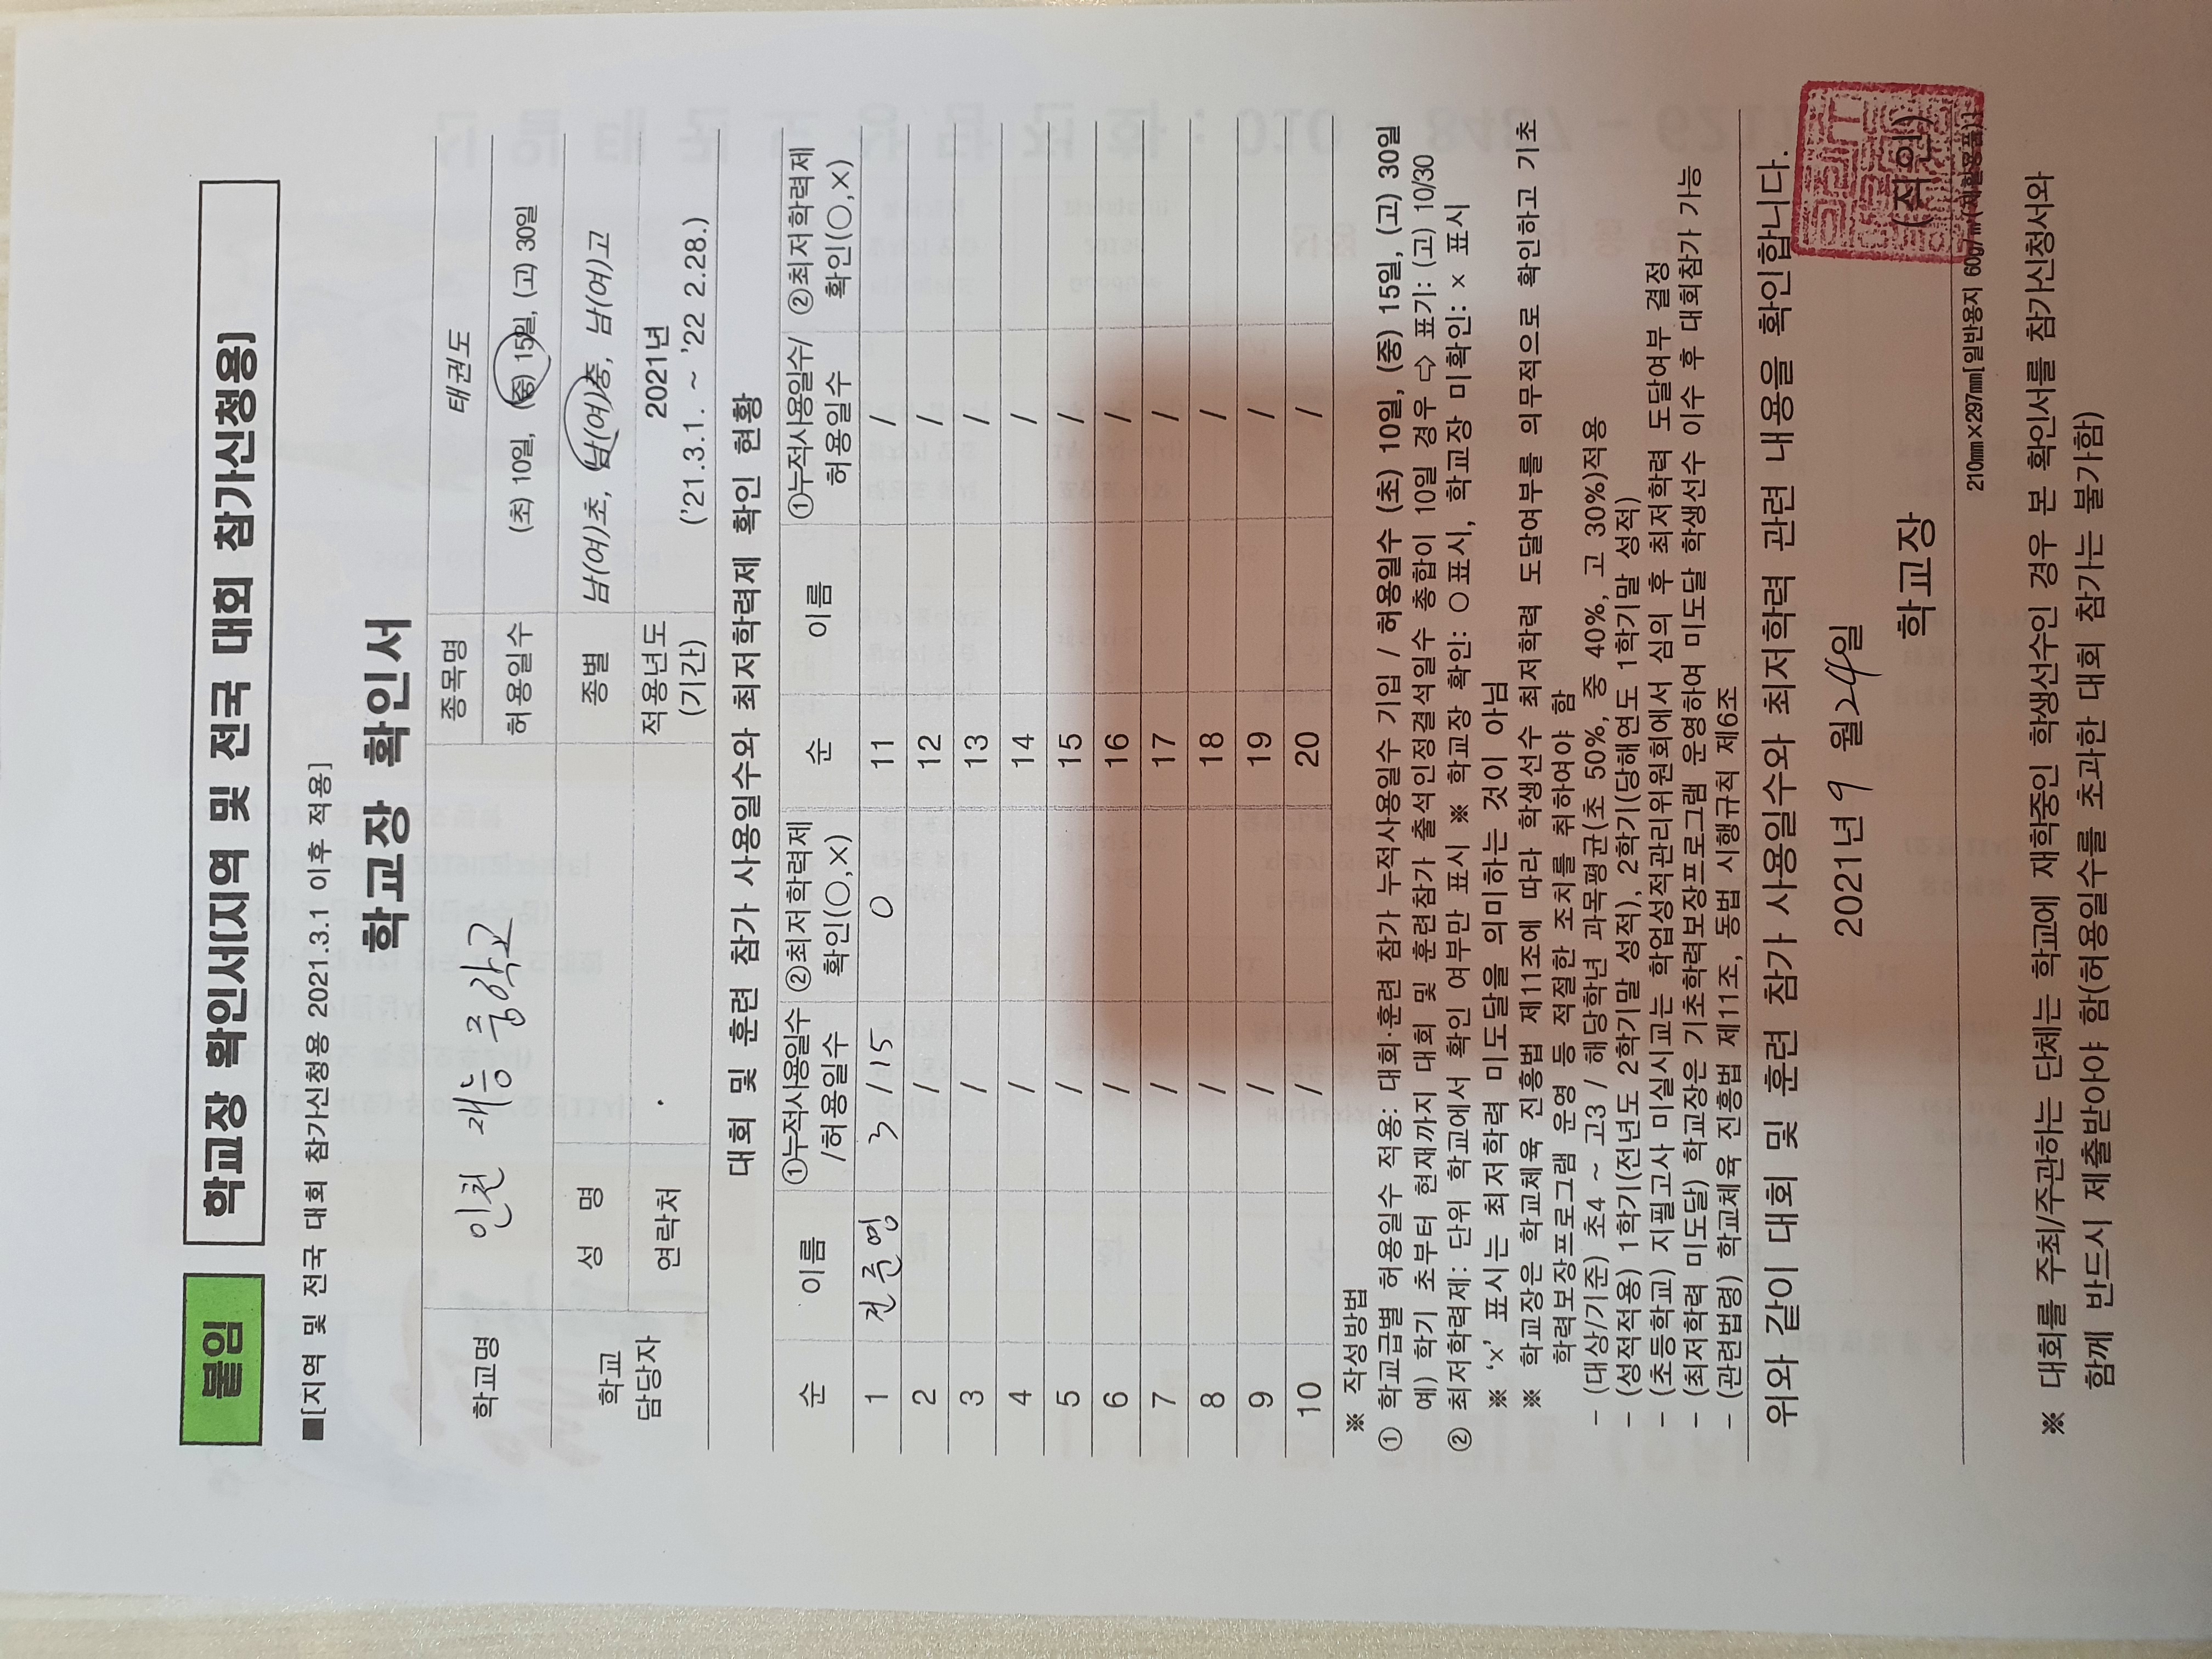 붙임 학교장 확인서[지역 및 전국 대회 참가신청용]
■[지역 및 전국 대회 참가신청용 2021.3.1 이후 적용]
학교장 확인서
학교명 인천 재능 중학교 종목명 태권도
허용일수 (초) 10일, (중) 15일, (고) 30일
학교 담당자 성 명 종별 남(여)초, 남(여)중, 남(여)고
연락처 적용년도 (기간) 2021년 ('21.3.1. ~ '22 2.28.)
대회 및 훈련 참가 사용일수와 최저학력제 확인 현황
순 이름 ①누적사용일수/허용일수 ②최저학력제 확인(○,×) 순 이름 ①누적사용일수/허용일수 ②최저학력제 확인(○,×)
1 전준영 3/15 O 11 /
2 / 12 /
3 / 13 /
4 / 14 /
5 / 15 /
6 / 16 /
7 / 17 /
8 / 18 /
9 / 19 /
10 / 20 /
※ 작성방법
① 학교급별 허용일수 적용: 대회·훈련 참가 누적사용일수 기입 / 허용일수 (초) 10일, (중) 15일, (고) 30일
예) 학기 초부터 현재까지 대회 및 훈련참가 출석인정결석일수 총합이 10일 경우 ⇨ 표기: (고) 10/30
② 최저학력제: 단위 학교에서 확인 여부만 표시 ※ 학교장 확인: ○표시, 학교장 미확인: × 표시
※ '×' 표시는 최저학력 미도달을 의미하는 것이 아님
※ 학교장은 학교체육 진흥법 제11조에 따라 학생선수 최저학력 도달여부를 의무적으로 확인하고 기초
학력보장프로그램 운영 등 적절한 조치를 취하여야 함
- (대상/기준) 초4 ~ 고3 / 해당학년 과목평균(초 50%, 중 40%, 고 30%)적용
- (성적적용) 1학기(전년도 2학기말 성적), 2학기(당해연도 1학기말 성적)
- (초등학교) 지필고사 미실시교는 학업성적관리위원회에서 심의 후 최저학력 도달여부 결정
- (최저학력 미도달) 학교장은 기초학력보장프로그램 운영하여 미도달 학생선수 이수 후 대회참가 가능
- (관련법령) 학교체육 진흥법 제11조, 동법 시행규칙 제6조
위와 같이 대회 및 훈련 참가 사용일수와 최저학력 관련 내용을 확인합니다.
2021년 9 월 24일
학교장 (직인)
210㎜×297㎜[일반용지 60g/㎡(재활용품)]
※ 대회를 주최/주관하는 단체는 학교에 재학중인 학생선수인 경우 본 확인서를 참가신청서와
함께 반드시 제출받아야 함(허용일수를 초과한 대회 참가는 불가함)